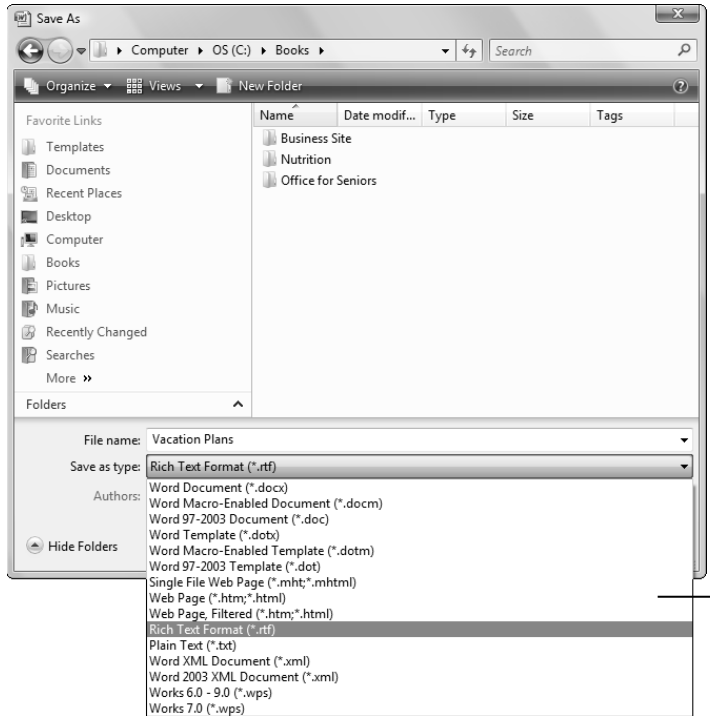 Save As
Computer OS (C:) Books Search
Organize Views New Folder
Favorite Links
Templates
Documents
Recent Places
Desktop
Computer
Books
Pictures
Music
Recently Changed
Searches
More »
Folders
Name Date modif... Type Size Tags
Business Site
Nutrition
Office for Seniors
File name: Vacation Plans
Save as type: Rich Text Format (*.rtf)
Authors:
Hide Folders
Word Document (*.docx)
Word Macro-Enabled Document (*.docm)
Word 97-2003 Document (*.doc)
Word Template (*.dotx)
Word Macro-Enabled Template (*.dotm)
Word 97-2003 Template (*.dot)
Single File Web Page (*.mht;*.mhtml)
Web Page (*.htm;*.html)
Web Page, Filtered (*.htm;*.html)
Rich Text Format (*.rtf)
Plain Text (*.txt)
Word XML Document (*.xml)
Word 2003 XML Document (*.xml)
Works 6.0 - 9.0 (*.wps)
Works 7.0 (*.wps)